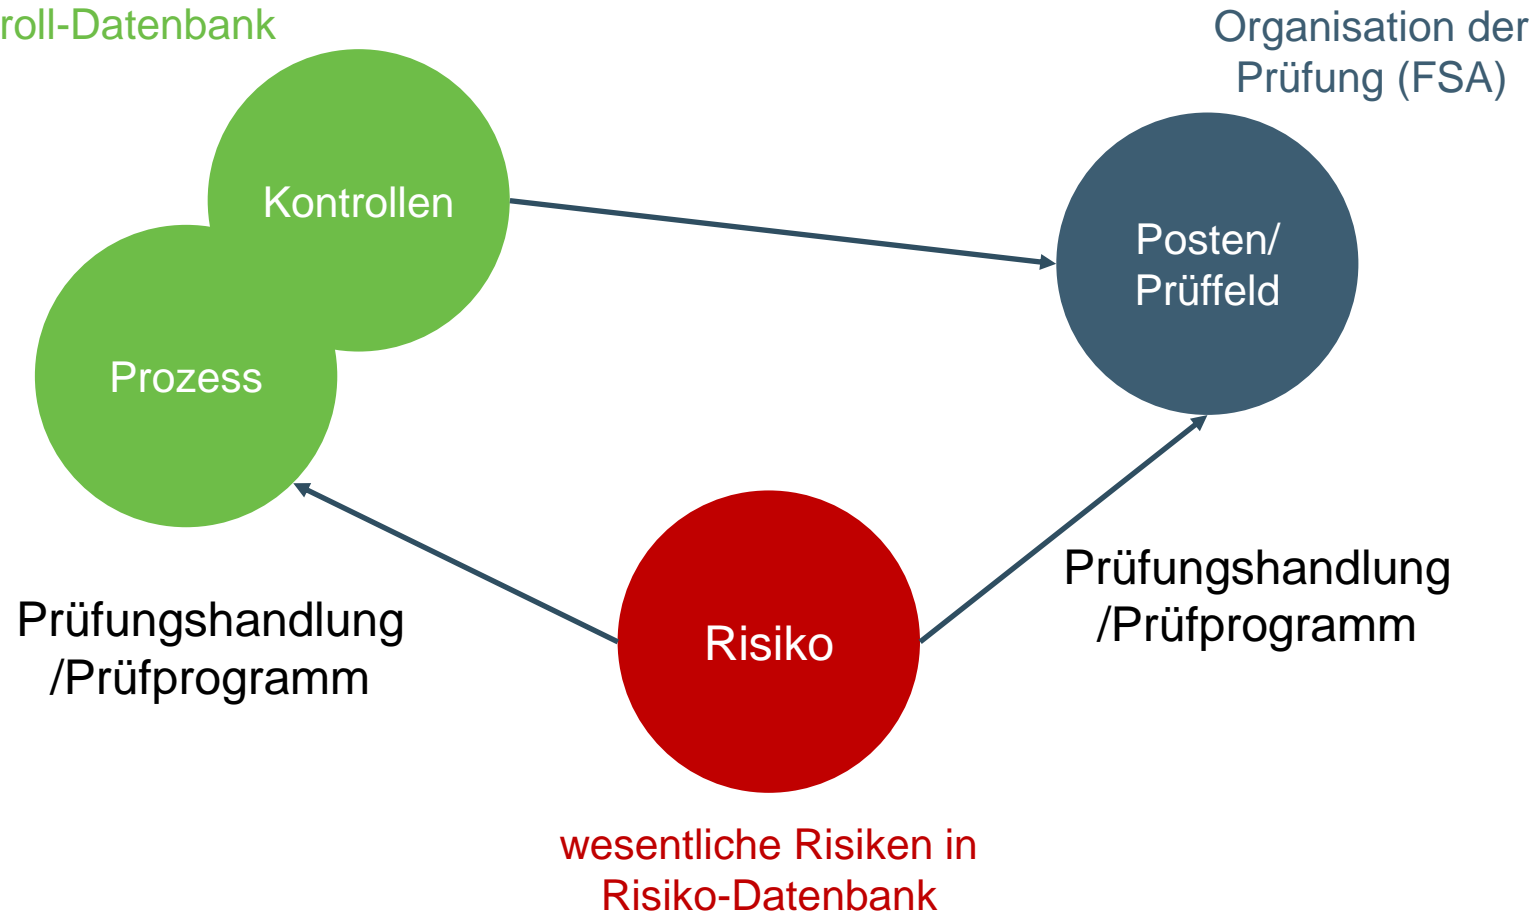 roll-Datenbank
Organisation der
Prüfung (FSA)
Kontrollen
Posten/
Prüffeld
Prozess
Prüfungshandlung
/Prüfprogramm
Prüfungshandlung
/Prüfprogramm
Risiko
wesentliche Risiken in
Risiko-Datenbank